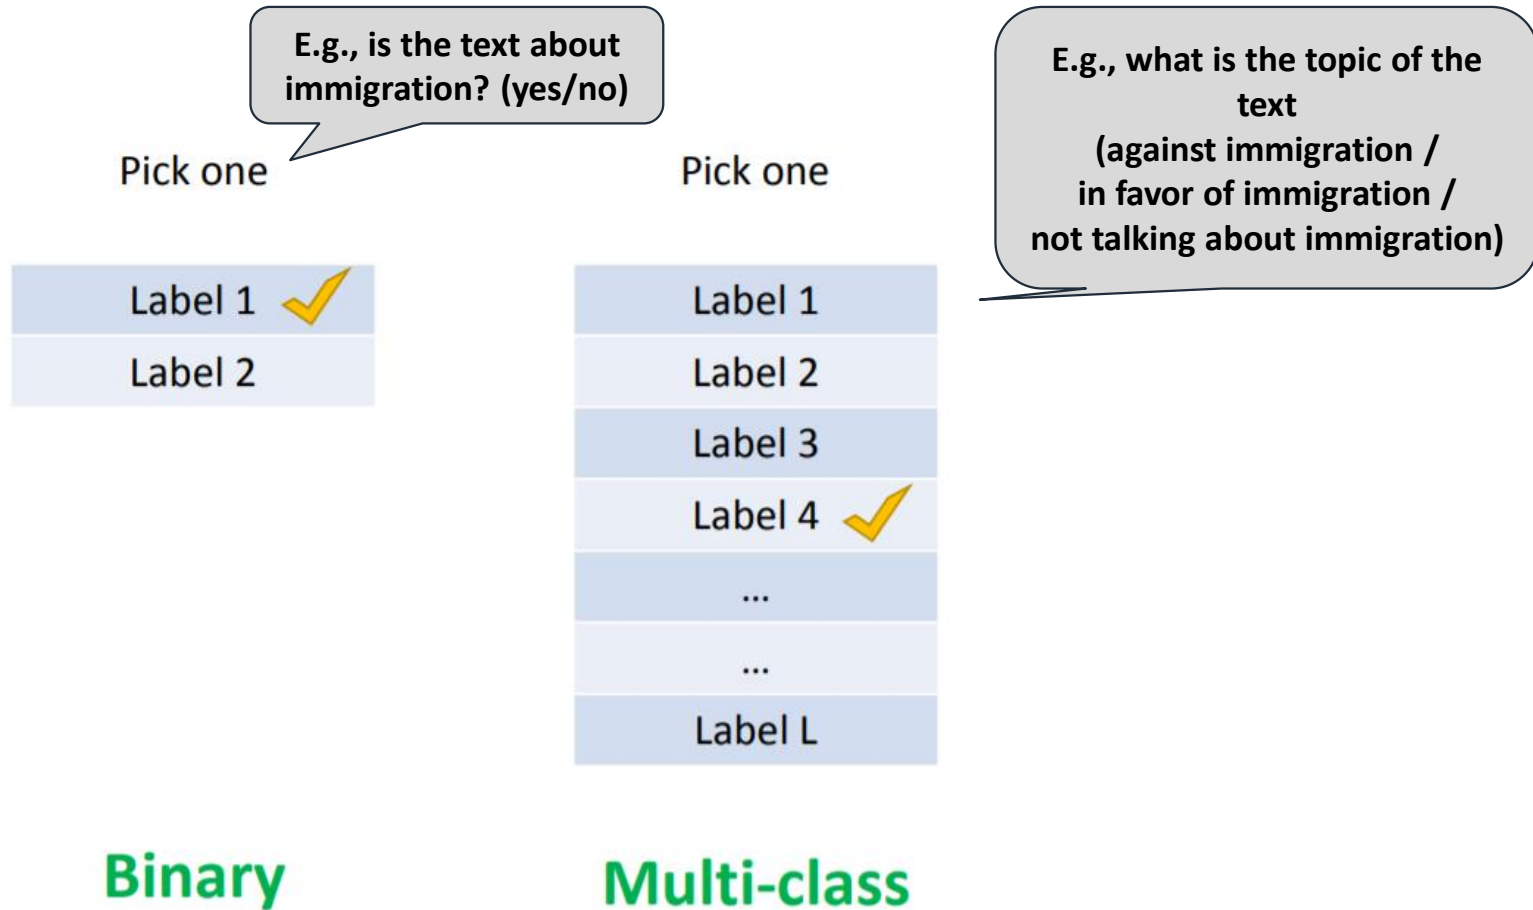 E.g., is the text about
immigration? (yes/no)
Pick one
Label 1
Label 2
Binary
E.g., what is the topic of the
text
(against immigration /
in favor of immigration /
not talking about immigration)
Pick one
Label 1
Label 2
Label 3
Label 4
...
...
Label L
Multi-class